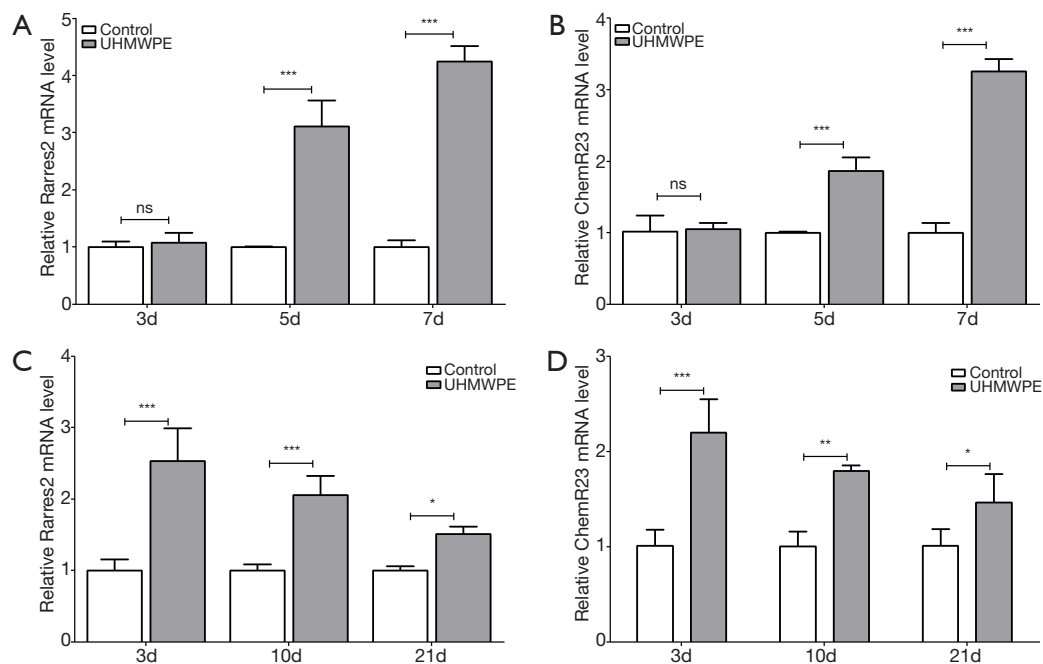 A
Relative Rarres2 mRNA level
5
4
3
2
1
0
Control
UHMWPE
ns
***
***
3d
5d
7d
B
Relative ChemR23 mRNA level
4
3
2
1
0
Control
UHMWPE
ns
***
***
3d
5d
7d
C
Relative Rarres2 mRNA level
4
3
2
1
0
Control
UHMWPE
***
***
*
3d
10d
21d
D
Relative ChemR23 mRNA level
3
2
1
0
Control
UHMWPE
***
**
*
3d
10d
21d